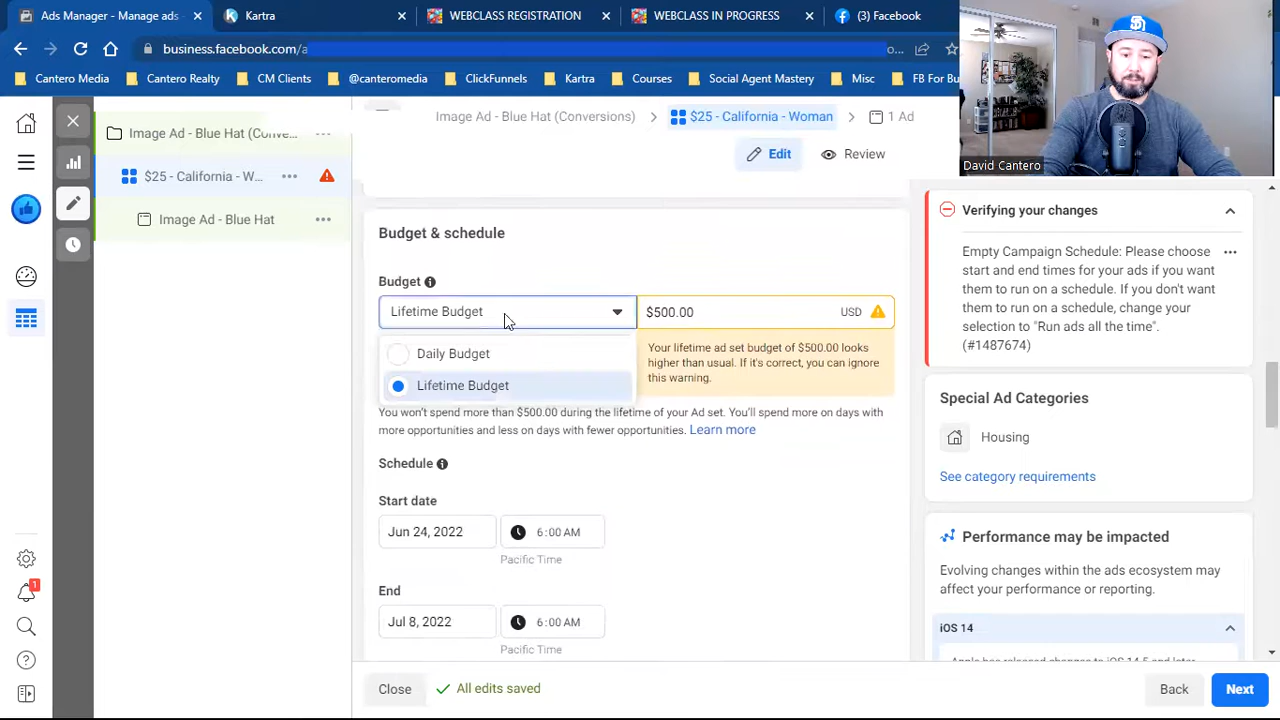 Ads Manager - Manage ads -
Kartra
WEBCLASS REGISTRATION
WEBCLASS IN PROGRESS
(3) Facebook
business.facebook.com/a
o...
Cantero Media
Cantero Realty
CM Clients
@canteromedia
ClickFunnels
Kartra
Courses
Social Agent Mastery
Misc
FB For Bu
David Cantero
Image Ad - Blue Hat (Conve...
$25 - California - W...
Image Ad - Blue Hat
Image Ad - Blue Hat (Conversions)
$25 - California - Woman
1 Ad
Edit
Review
Budget & schedule
Budget
Lifetime Budget
$500.00
USD
Daily Budget
Lifetime Budget
Your lifetime ad set budget of $500.00 looks
higher than usual. If it's correct, you can ignore
this warning.
You won't spend more than $500.00 during the lifetime of your Ad set. You'll spend more on days with
more opportunities and less on days with fewer opportunities. Learn more
Schedule
Start date
Jun 24, 2022
6:00 AM
Pacific Time
End
Jul 8, 2022
6:00 AM
Pacific Time
Verifying your changes
Empty Campaign Schedule: Please choose
start and end times for your ads if you want
them to run on a schedule. If you don't want
them to run on a schedule, change your
selection to "Run ads all the time".
(#1487674)
Special Ad Categories
Housing
See category requirements
Performance may be impacted
Evolving changes within the ads ecosystem may
affect your performance or reporting.
iOS 14
Apple has released changes to iOS 14.5 and later
1
Close
All edits saved
Back
Next